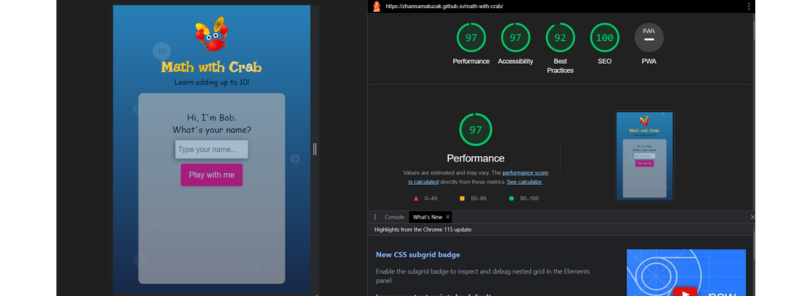 Math with Crab
Learn adding up to 10!
Hi, I'm Bob.
What's your name?
Type your name...
Play with me
https://zhannamatuzak.github.io/math-with-crab/
97
97
92
100
PWA
Performance
Accessibility
Best
Practices
SEO
PWA
97
Performance
Values are estimated and may vary. The performance score
is calculated directly from these metrics. See calculator.
0–49
50–89
90–100
Console
What's New
Highlights from the Chrome 115 update
New CSS subgrid badge
Enable the subgrid badge to inspect and debug nested grid in the Elements
panel.
new